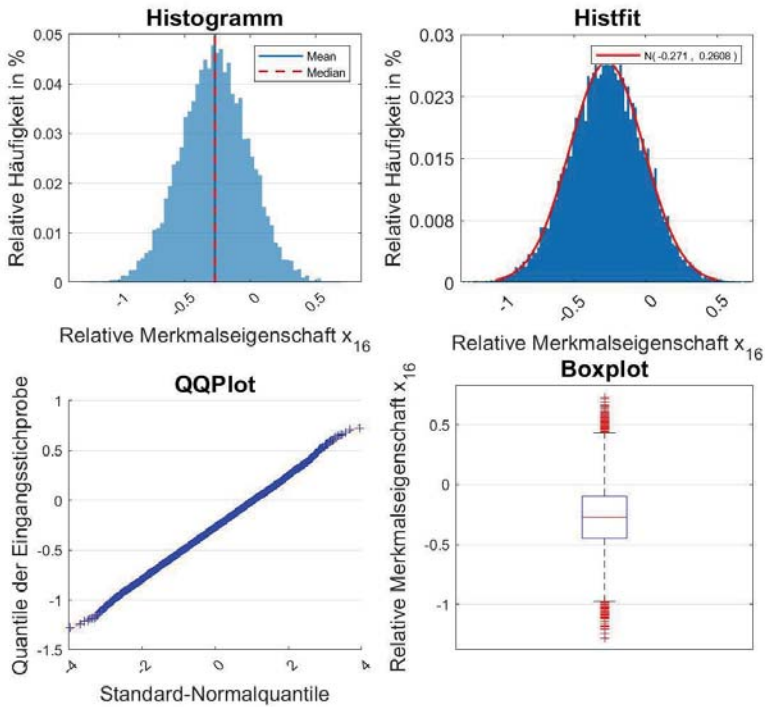 Histogramm
Relative Häufigkeit in %
0.05
0.04
0.03
0.02
0.01
0
-1
-0.5
0
0.5
Mean
Median
Relative Merkmalseigenschaft x_16
Histfit
Relative Häufigkeit in %
0.03
0.023
0.015
0.008
0
-1
-0.5
0
0.5
N( -0.271 , 0.2608 )
Relative Merkmalseigenschaft x_16
QQPlot
Quantile der Eingangsstichprobe
1
0.5
0
-0.5
-1
-1.5
-4
-2
0
2
4
Standard-Normalquantile
Boxplot
Relative Merkmalseigenschaft x_16
0.5
0
-0.5
-1